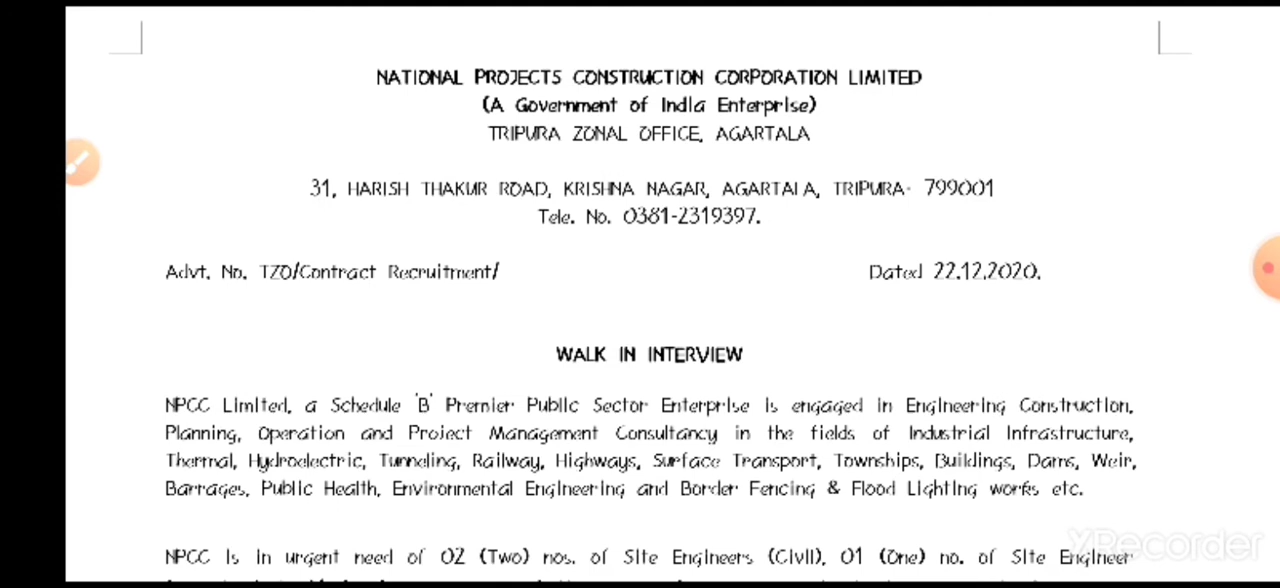 NATIONAL PROJECTS CONSTRUCTION CORPORATION LIMITED
(A Government of India Enterprise)
TRIPURA ZONAL OFFICE, AGARTALA
31, HARISH THAKUR ROAD, KRISHNA NAGAR, AGARTALA, TRIPURA- 799001
Tele. No. 0381-2319397.
Advt. No. TZO/Contract Recruitment/ Dated 22.12.2020.
WALK IN INTERVIEW
NPCC Limited, a Schedule 'B' Premier Public Sector Enterprise is engaged in Engineering Construction,
Planning, Operation and Project Management Consultancy in the fields of Industrial Infrastructure,
Thermal, Hydroelectric, Tunneling, Railway, Highways, Surface Transport, Townships, Buildings, Dams, Weir,
Barrages, Public Health, Environmental Engineering and Border Fencing & Flood Lighting works etc.
NPCC is in urgent need of 02 (Two) nos. of Site Engineers (Civil), 01 (One) no. of Site Engineer
XRecorder